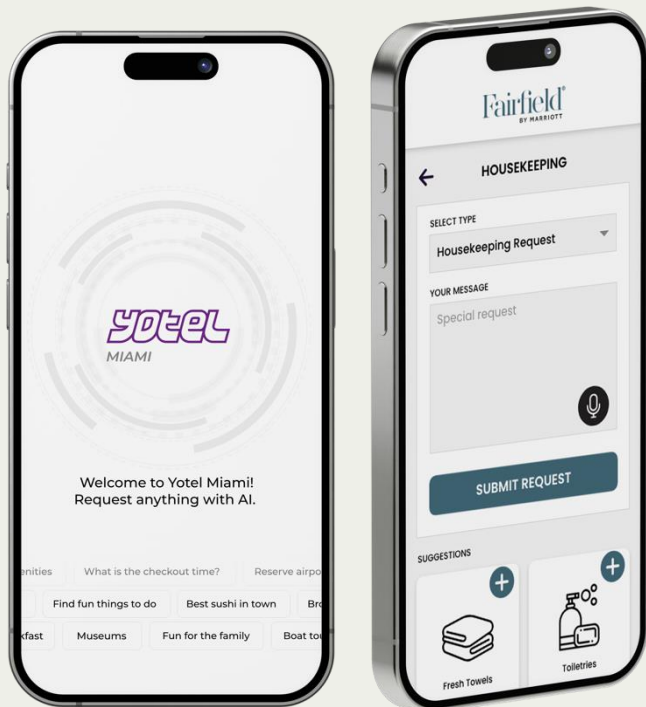 YOTEL
MIAMI
Welcome to Yotel Miami!
Request anything with AI.
What is the checkout time?
Reserve
Find fun things to do
Best sushi in town
Museums
Fun for the family
Boat
Fairfield®
BY MARRIOTT
HOUSEKEEPING
SELECT TYPE
Housekeeping Request
YOUR MESSAGE
Special request
SUBMIT REQUEST
SUGGESTIONS
Fresh Towels
Toiletries